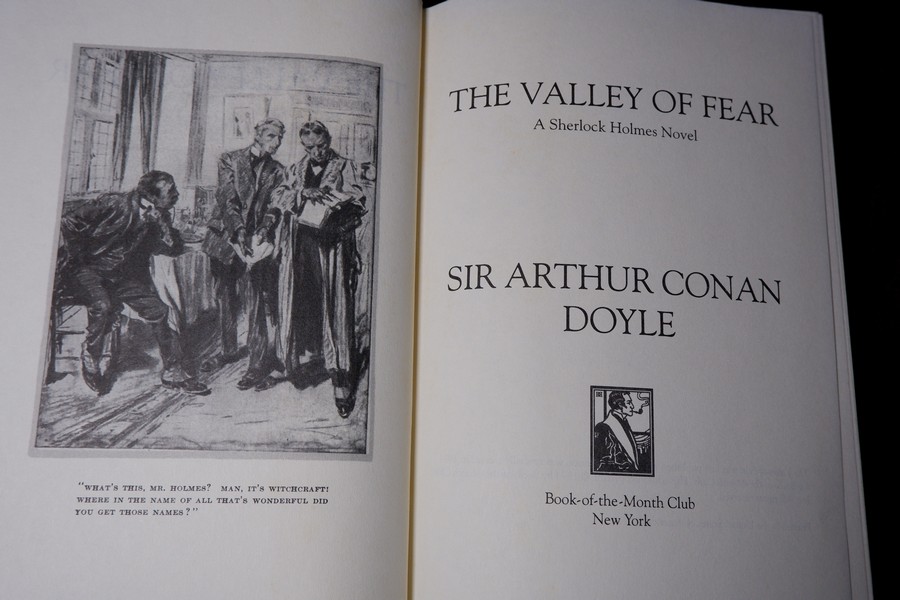 "WHAT'S THIS, MR. HOLMES? MAN, IT'S WITCHCRAFT!
WHERE IN THE NAME OF ALL THAT'S WONDERFUL DID
YOU GET THOSE NAMES?"
THE VALLEY OF FEAR
A Sherlock Holmes Novel
SIR ARTHUR CONAN
DOYLE
Book-of-the-Month Club
New York